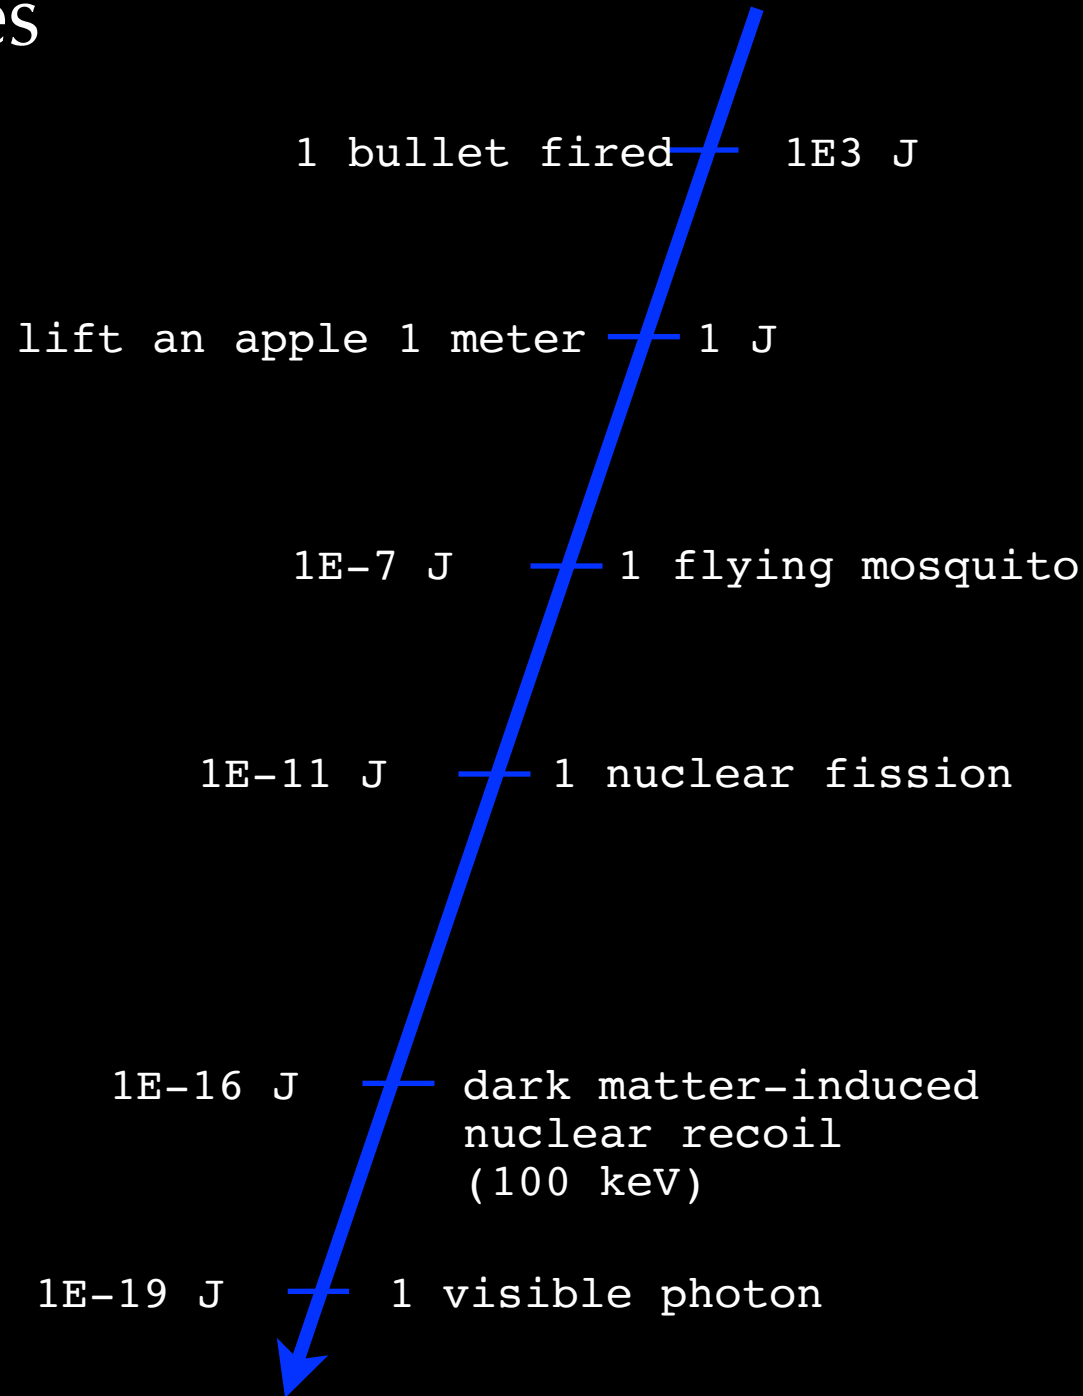 es
1 bullet fired 1E3 J
lift an apple 1 meter 1 J
1E-7 J 1 flying mosquito
1E-11 J 1 nuclear fission
1E-16 J dark matter-induced
nuclear recoil
(100 keV)
1E-19 J 1 visible photon